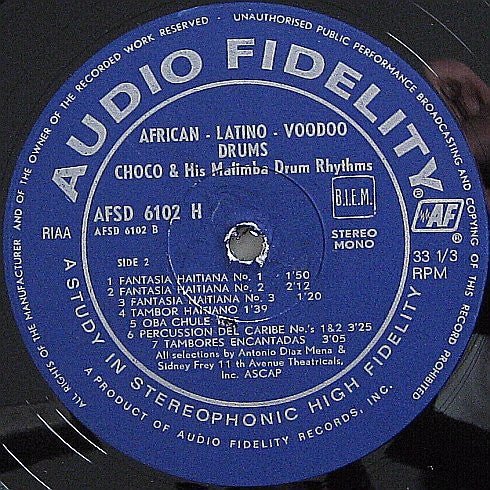 ALL RIGHTS OF THE MANUFACTURER AND OF THE OWNER OF THE RECORDED WORK RESERVED - UNAUTHORISED PUBLIC PERFORMANCE BROADCASTING AND COPYING OF THIS RECORD PROHIBITED
AUDIO FIDELITY®
AFRICAN - LATINO - VOODOO
DRUMS
CHOCO & His Mafimba Drum Rhythms
AFSD 6102 H
AFSD 6102 B
B.I.E.M.
AF®
RIAA
STEREO
MONO
33 1/3
RPM
SIDE 2
1 FANTASIA HAITIANA No. 1 1'50
2 FANTASIA HAITIANA No. 2 2'12
3 FANTASIA HAITIANA No. 3 1'20
4 TAMBOR HAITIANO 1'39
5 OBA CHULE
6 PERCUSSION DEL CARIBE No.'s 1&2 3'25
7 TAMBORES ENCANTADAS 3'05
All selections by Antonio Diaz Mena &
Sidney Frey 11 th Avenue Theatricals,
Inc. ASCAP
A STUDY IN STEREOPHONIC HIGH FIDELITY
A PRODUCT OF AUDIO FIDELITY RECORDS, INC.